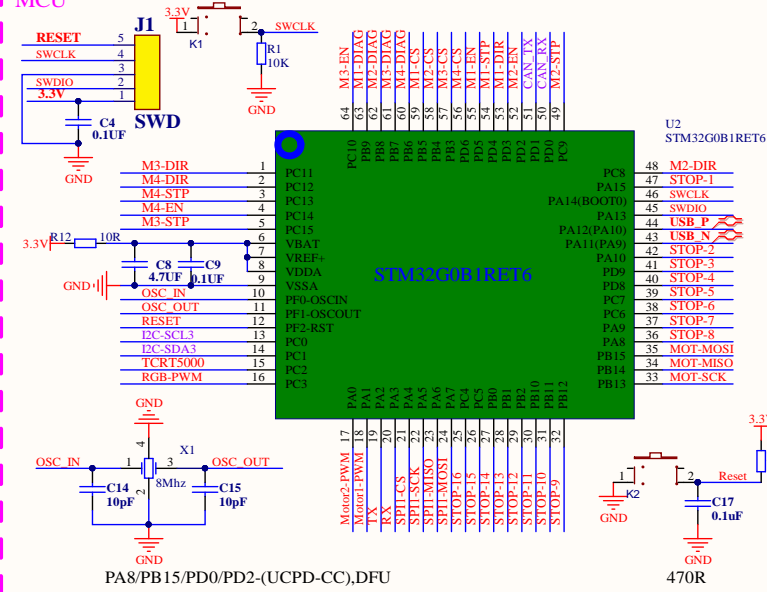 MCU
J1
RESET 5
SWCLK 4
3
SWDIO 2
3.3V 1
SWD
C4
0.1UF
GND
3.3V
1 2 SWCLK
K1
R1
10K
GND
64 M3-EN PC10
63 M1-DIAG PB9
62 M2-DIAG PB8
61 M3-DIAG PB7
60 M4-DIAG PB6
59 M1-CS PB5
58 M2-CS PB4
57 M3-CS PB3
56 M4-CS PD6
55 M1-EN PD5
54 M1-STP PD4
53 M1-DIR PD3
52 M2-EN PD2
51 CAN_TX PD1
50 CAN_RX PD0
49 M2-STP PC9
U2
STM32G0B1RET6
M3-DIR 1 PC11
M4-DIR 2 PC12
M4-STP 3 PC13
M4-EN 4 PC14
M3-STP 5 PC15
6 VBAT
7 VREF+
8 VDDA
9 VSSA
OSC_IN 10 PF0-OSCIN
OSC_OUT 11 PF1-OSCOUT
RESET 12 PF2-RST
I2C-SCL3 13 PC0
I2C-SDA3 14 PC1
TCRT5000 15 PC2
RGB-PWM 16 PC3
3.3V R12 10R
C8
4.7UF
C9
0.1UF
GND
STM32G0B1RET6
PC8 48 M2-DIR
PA15 47 STOP-1
PA14(BOOT0) 46 SWCLK
PA13 45 SWDIO
PA12(PA10) 44 USB_P
PA11(PA9) 43 USB_N
PA10 42 STOP-2
PD9 41 STOP-3
PD8 40 STOP-4
PC7 39 STOP-5
PC6 38 STOP-6
PA9 37 STOP-7
PA8 36 STOP-8
PB15 35 MOT-MOSI
PB14 34 MOT-MISO
PB13 33 MOT-SCK
PA0 17 Motor2-PWM
PA1 18 Motor1-PWM
PA2 19 TX
PA3 20 RX
PA4 21 SPI1-CS
PA5 22 SPI1-SCK
PA6 23 SPI1-MISO
PA7 24 SPI1-MOSI
PC4 25 STOP-16
PC5 26 STOP-15
PB0 27 STOP-14
PB1 28 STOP-13
PB2 29 STOP-12
PB10 30 STOP-11
PB11 31 STOP-10
PB12 32 STOP-9
GND
4
X1
OSC_IN 1 3 OSC_OUT
8Mhz
2
C14
10pF
C15
10pF
GND
1 2 Reset
K2
GND
C17
0.1uF
GND
PA8/PB15/PD0/PD2-(UCPD-CC),DFU
470R